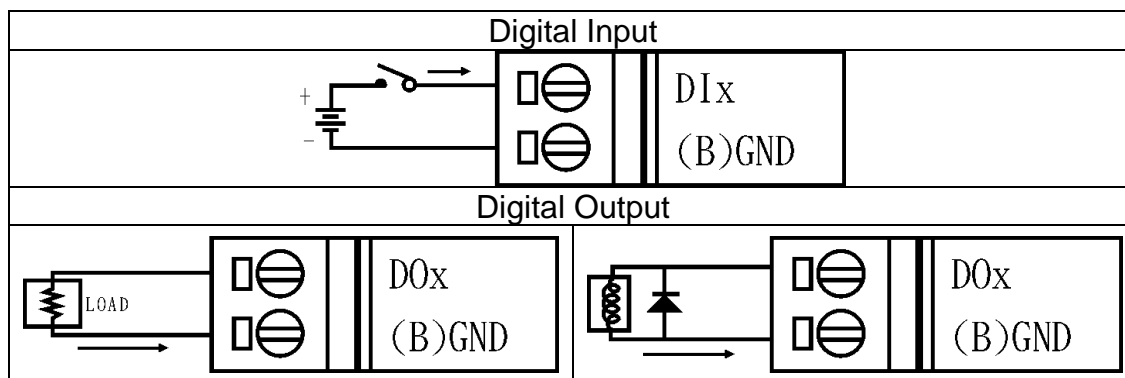 Digital Input
+
-
DIx
(B)GND
Digital Output
LOAD
DOx
(B)GND
DOx
(B)GND